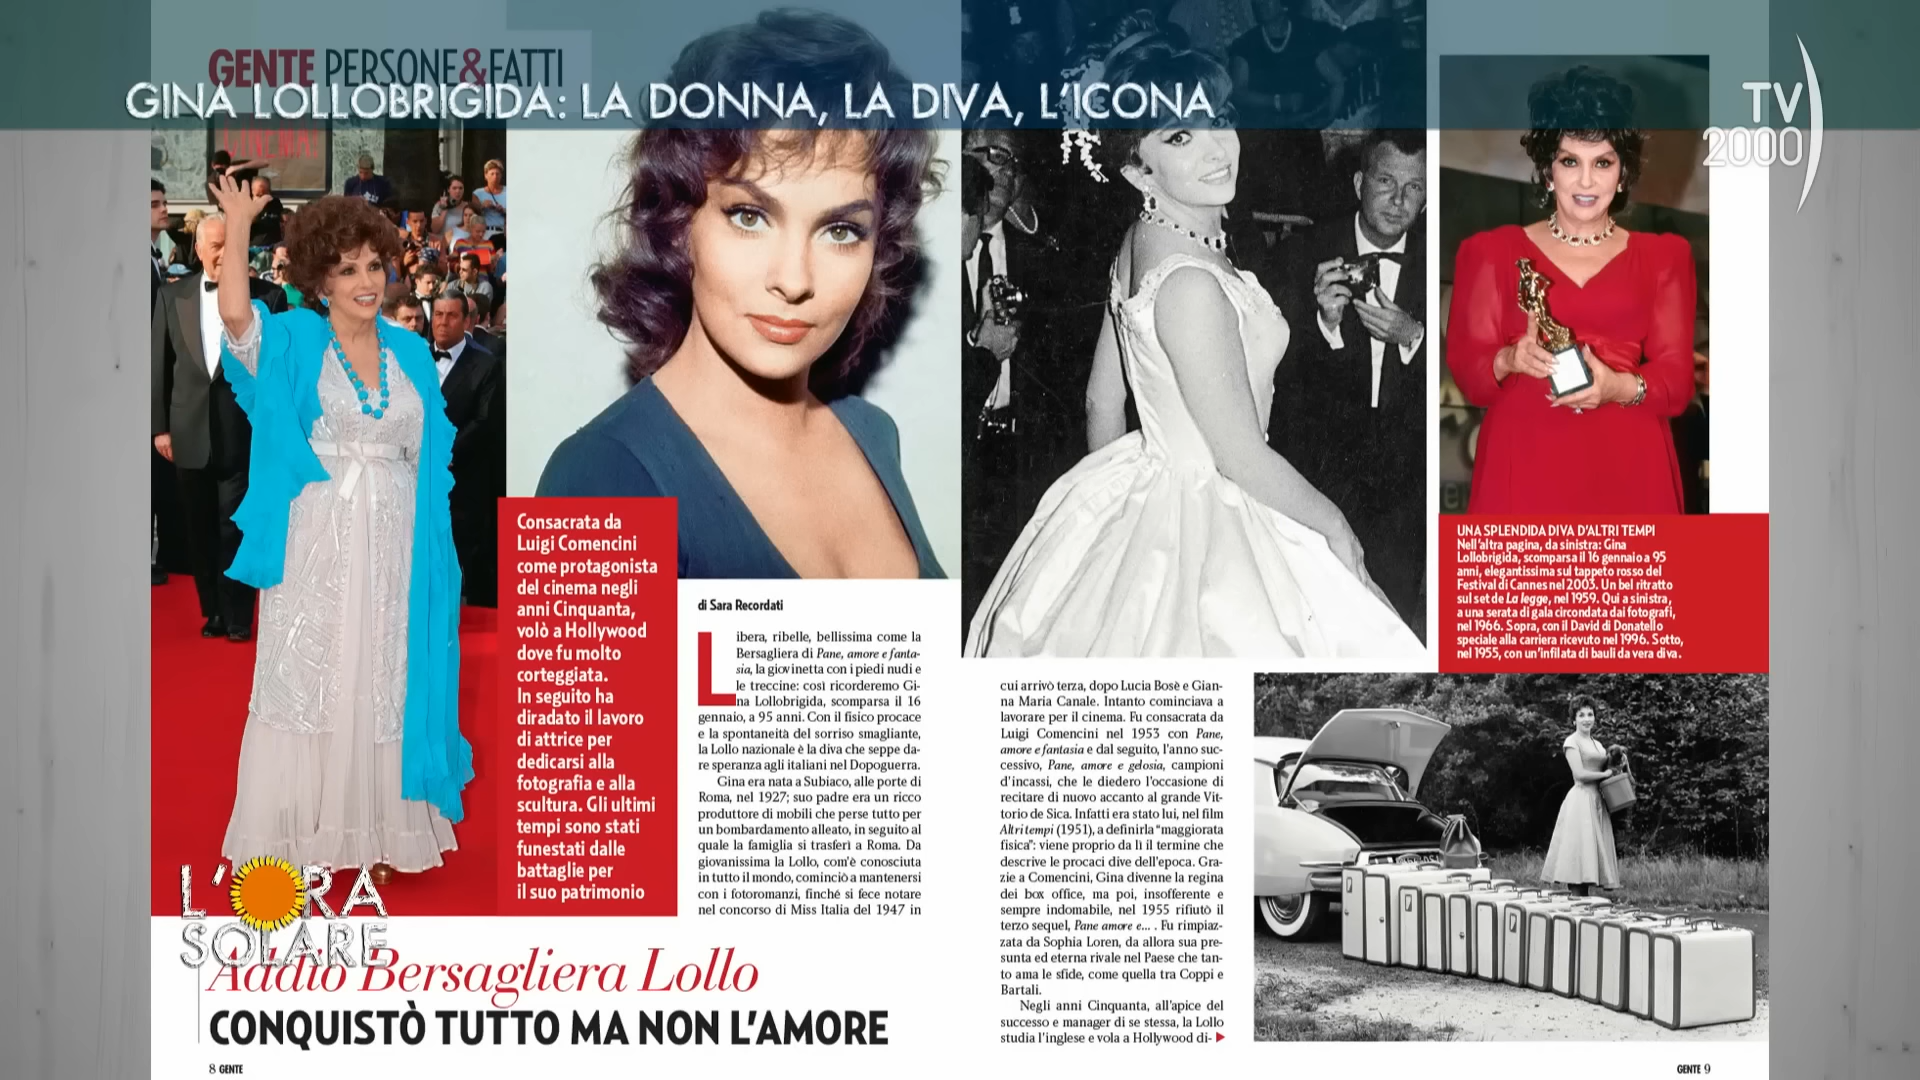 GENTE PERSONE&FATTI
GINA LOLLOBRIGIDA: LA DONNA, LA DIVA, L'ICONA
TV
2000
CINEMA!
Consacrata da
Luigi Comencini
come protagonista
del cinema negli
anni Cinquanta,
volò a Hollywood
dove fu molto
corteggiata.
In seguito ha
diradato il lavoro
di attrice per
dedicarsi alla
fotografia e alla
scultura. Gli ultimi
tempi sono stati
funestati dalle
battaglie per
il suo patrimonio
di Sara Recordati
Libera, ribelle, bellissima come la
Bersagliera di Pane, amore e fanta-
sia, la giovinetta con i piedi nudi e
le treccine: così ricorderemo Gi-
na Lollobrigida, scomparsa il 16
gennaio, a 95 anni. Con il fisico procace
e la spontaneità del sorriso smagliante,
la Lollo nazionale è la diva che seppe da-
re speranza agli italiani nel Dopoguerra.
Gina era nata a Subiaco, alle porte di
Roma, nel 1927; suo padre era un ricco
produttore di mobili che perse tutto per
un bombardamento alleato, in seguito al
quale la famiglia si trasferì a Roma. Da
giovanissima la Lollo, com'è conosciuta
in tutto il mondo, cominciò a mantenersi
con i fotoromanzi, finché si fece notare
nel concorso di Miss Italia del 1947 in
cui arrivò terza, dopo Lucia Bosè e Gian-
na Maria Canale. Intanto cominciava a
lavorare per il cinema. Fu consacrata da
Luigi Comencini nel 1953 con Pane,
amore e fantasia e dal seguito, l'anno suc-
cessivo, Pane, amore e gelosia, campioni
d'incassi, che le diedero l'occasione di
recitare di nuovo accanto al grande Vit-
torio de Sica. Infatti era stato lui, nel film
Altri tempi (1951), a definirla "maggiorata
fisica": viene proprio da lì il termine che
descrive le procaci dive dell'epoca. Gra-
zie a Comencini, Gina divenne la regina
dei box office, ma poi, insofferente e
sempre indomabile, nel 1955 rifiutò il
terzo sequel, Pane amore e... . Fu rimpiaz-
zata da Sophia Loren, da allora sua pre-
sunta ed eterna rivale nel Paese che tan-
to ama le sfide, come quella tra Coppi e
Bartali.
Negli anni Cinquanta, all'apice del
successo e manager di se stessa, la Lollo
studia l'inglese e vola a Hollywood di-
UNA SPLENDIDA DIVA D'ALTRI TEMPI
Nell'altra pagina, da sinistra: Gina
Lollobrigida, scomparsa il 16 gennaio a 95
anni, elegantissima sul tappeto rosso del
Festival di Cannes nel 2003. Un bel ritratto
sul set de La legge, nel 1959. Qui a sinistra,
a una serata di gala circondata dai fotografi,
nel 1966. Sopra, con il David di Donatello
speciale alla carriera ricevuto nel 1996. Sotto,
nel 1955, con un'infilata di bauli da vera diva.
L'ORA
SOLARE
Addio Bersagliera Lollo
CONQUISTÒ TUTTO MA NON L'AMORE
8 GENTE
GENTE 9